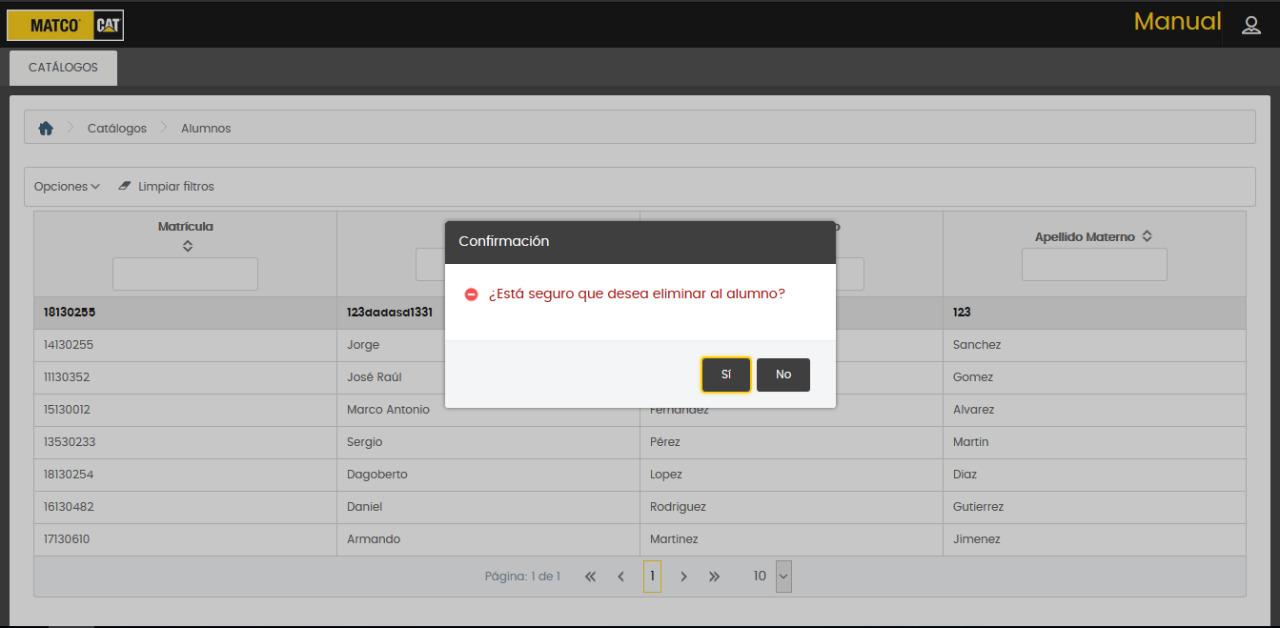 MATCO CAT
Manual
CATÁLOGOS
Catálogos
Alumnos
Opciones
Limpiar filtros
Matrícula
Apellido Materno
Confirmación
¿Está seguro que desea eliminar al alumno?
Sí No
18130255 123dadasd1331 123
14130255 Jorge Sanchez
11130352 José Raúl Gomez
15130012 Marco Antonio Fernandez Alvarez
13530233 Sergio Pérez Martin
18130254 Dagoberto Lopez Diaz
16130482 Daniel Rodriguez Gutierrez
17130610 Armando Martinez Jimenez
Página: 1 de 1 « ‹ 1 › » 10